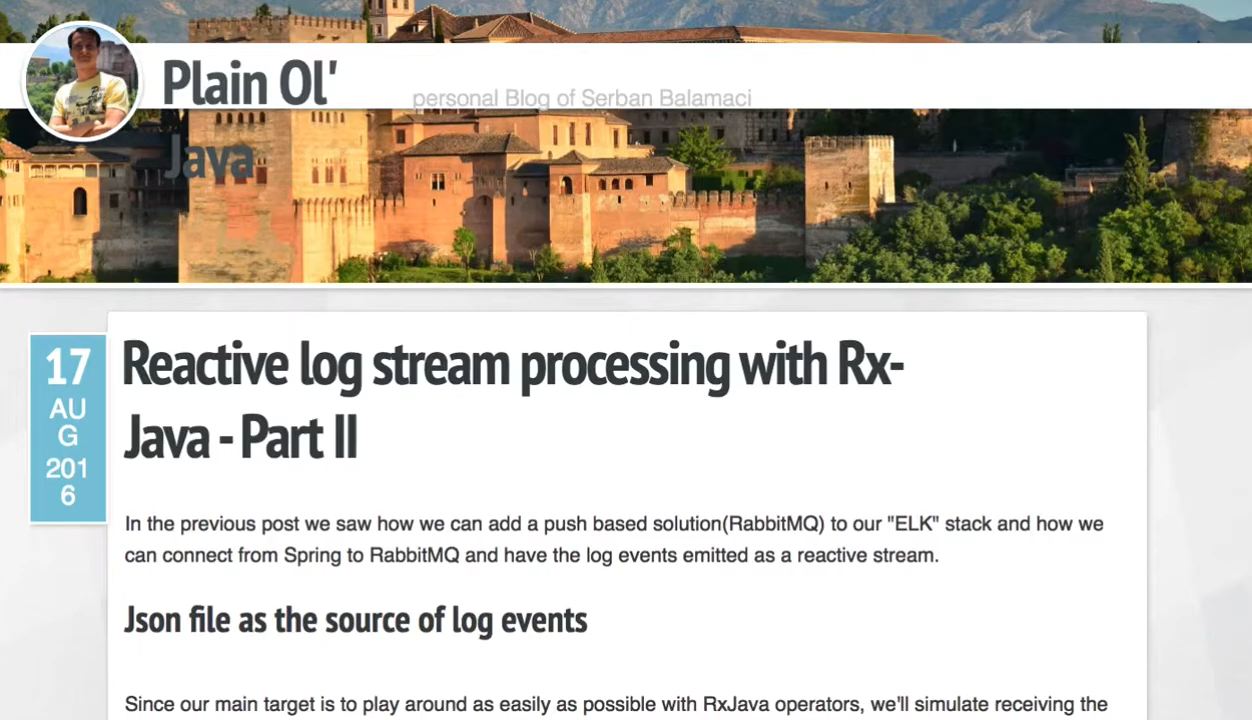 Plain Ol'
Java
personal Blog of Serban Balamaci
17
AU
G
201
6
Reactive log stream processing with Rx-
Java - Part II
In the previous post we saw how we can add a push based solution(RabbitMQ) to our "ELK" stack and how we
can connect from Spring to RabbitMQ and have the log events emitted as a reactive stream.
Json file as the source of log events
Since our main target is to play around as easily as possible with RxJava operators, we'll simulate receiving the